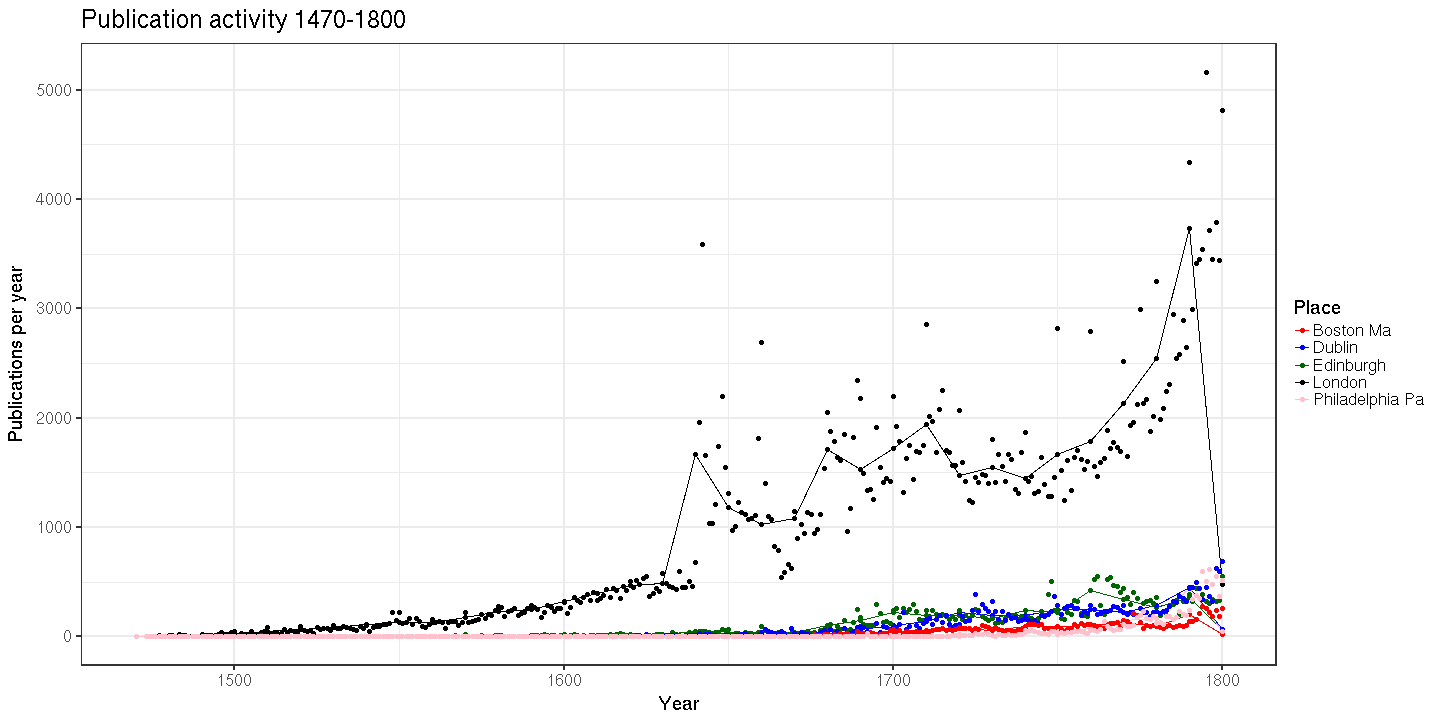 Publication activity 1470-1800
Publications per year
5000
4000
3000
2000
1000
0
1500
1600
1700
1800
Year
Place
Boston Ma
Dublin
Edinburgh
London
Philadelphia Pa